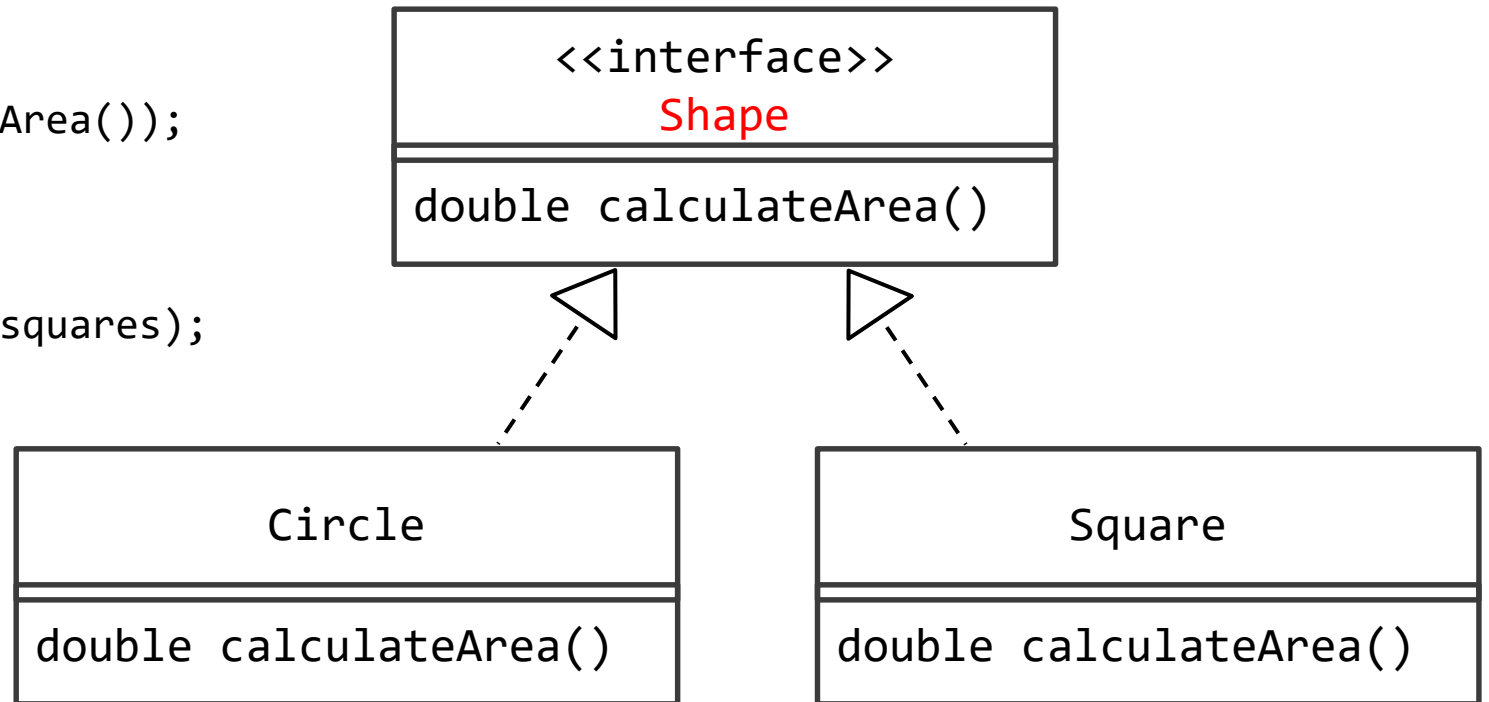 <<interface>>
Shape
Area());
double calculateArea()
squares);
Circle
Square
double calculateArea()
double calculateArea()